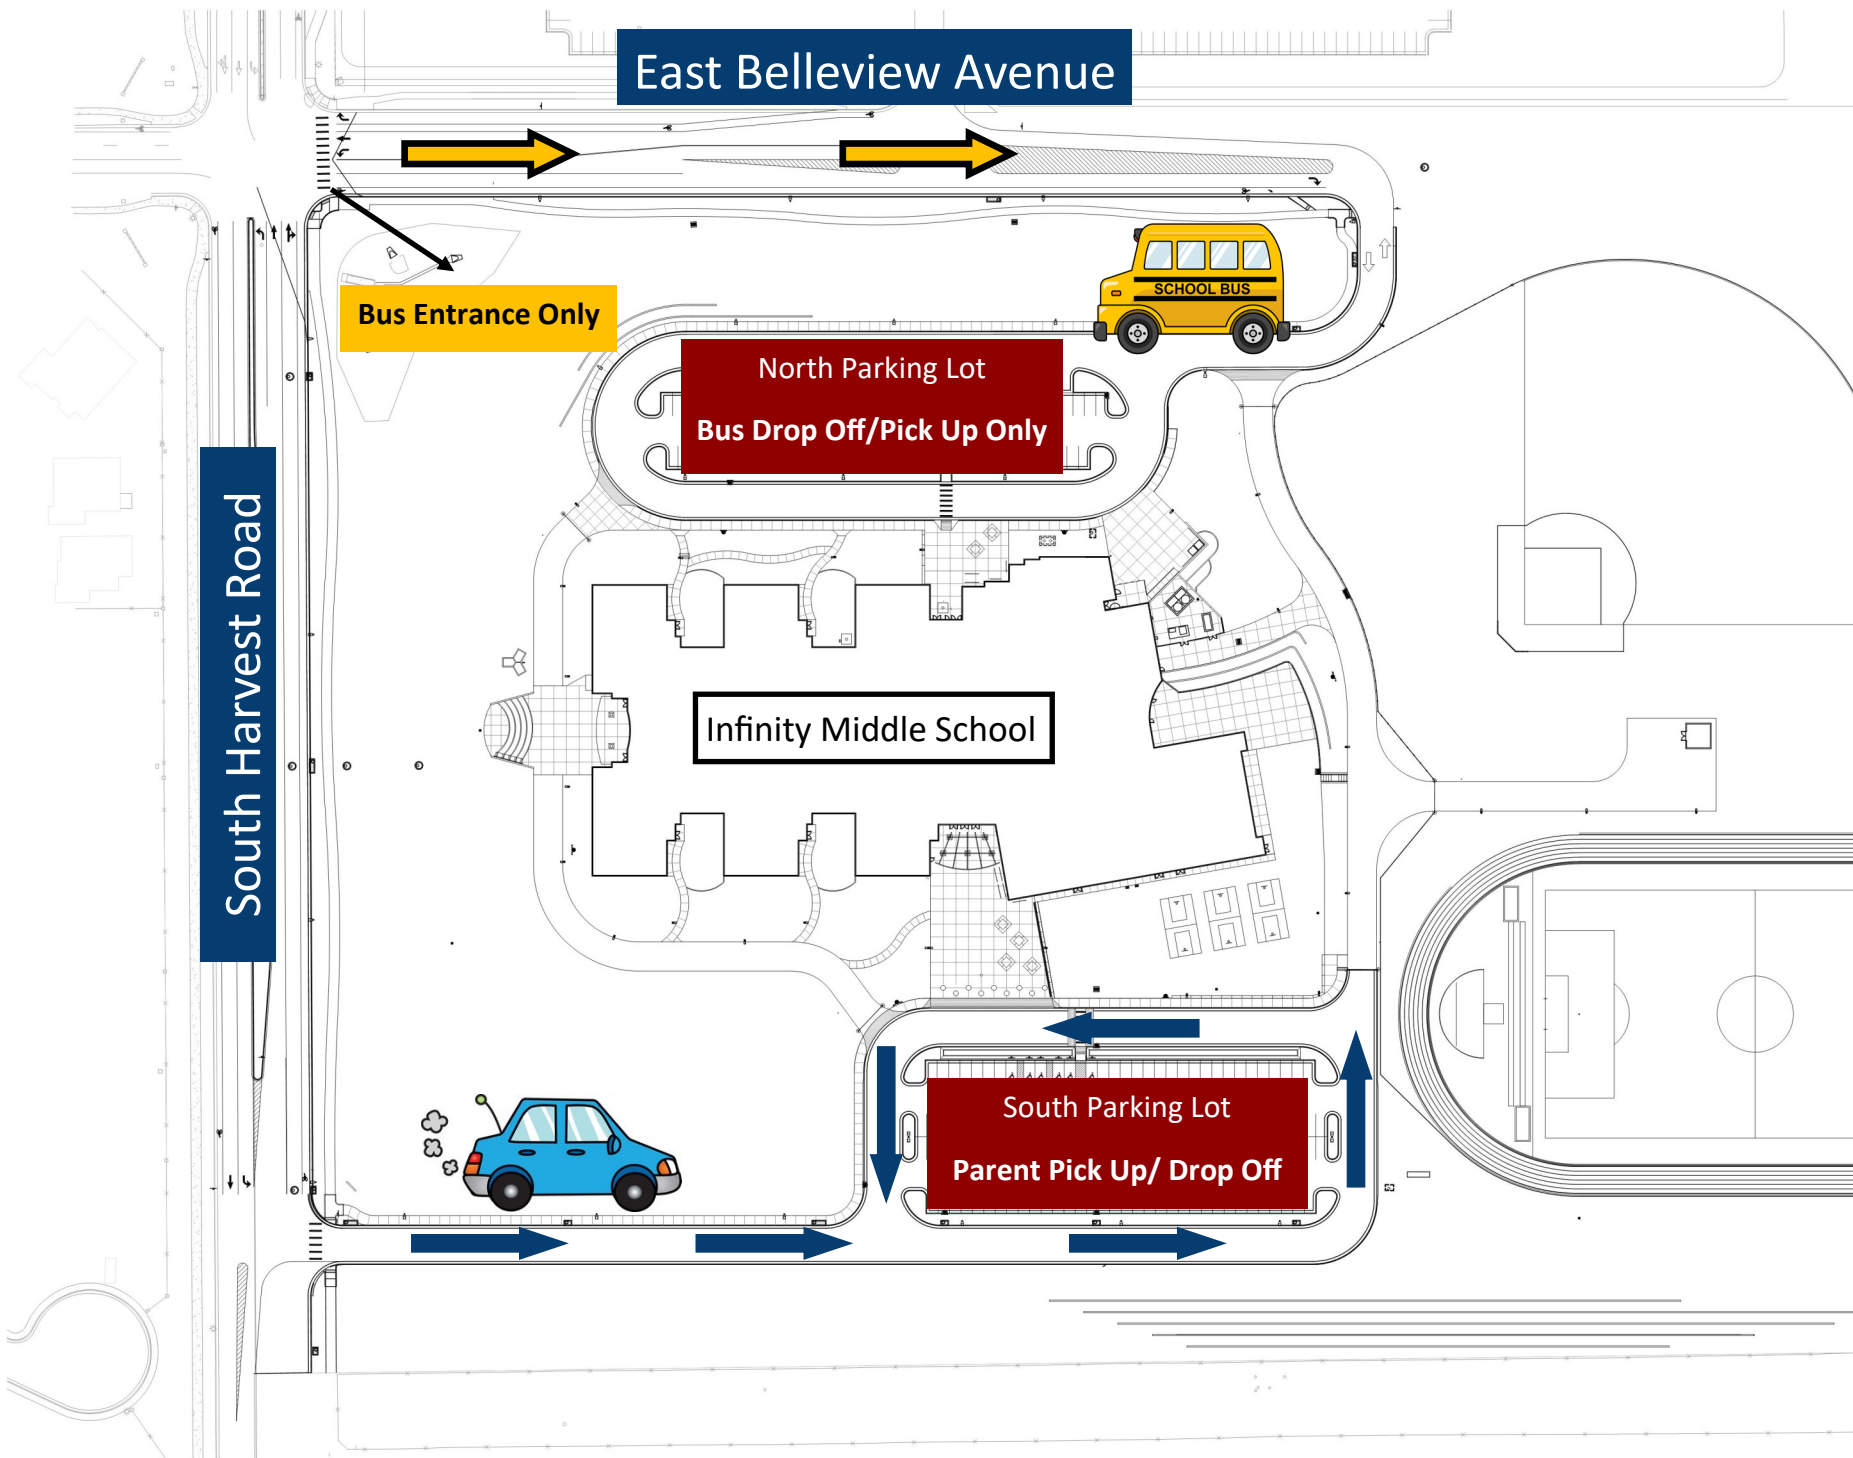 East Belleview Avenue
Bus Entrance Only
SCHOOL BUS
North Parking Lot
Bus Drop Off/Pick Up Only
South Harvest Road
Infinity Middle School
South Parking Lot
Parent Pick Up/ Drop Off